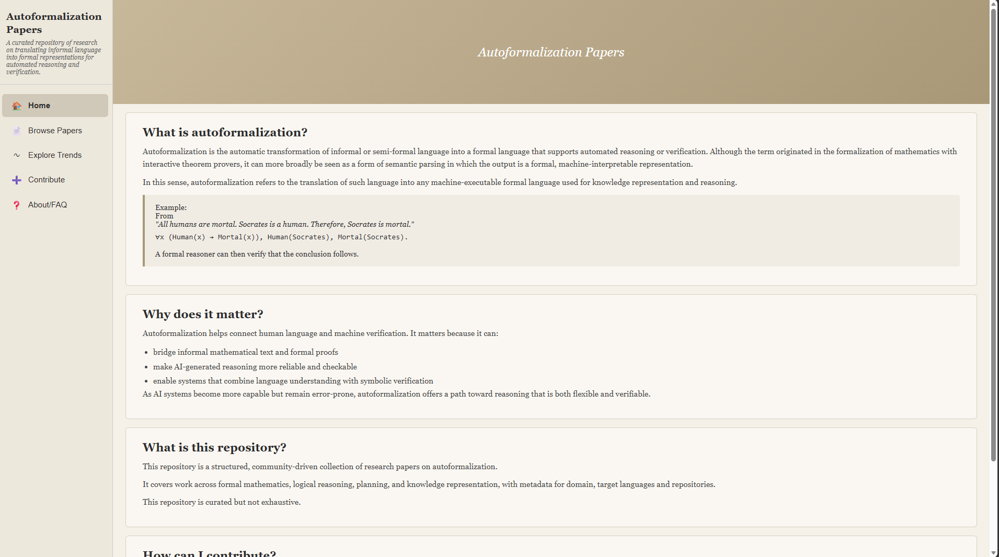 Autoformalization
Papers
A curated repository of research
on translating informal language
into formal representations for
automated reasoning and
verification.
Home
Browse Papers
Explore Trends
Contribute
About/FAQ
Autoformalization Papers
What is autoformalization?
Autoformalization is the automatic transformation of informal or semi-formal language into a formal language that supports automated reasoning or verification. Although the term originated in the formalization of mathematics with
interactive theorem provers, it can more broadly be seen as a form of semantic parsing in which the output is a formal, machine-interpretable representation.
In this sense, autoformalization refers to the translation of such language into any machine-executable formal language used for knowledge representation and reasoning.
Example:
From
"All humans are mortal. Socrates is a human. Therefore, Socrates is mortal."
∀x (Human(x) → Mortal(x)), Human(Socrates), Mortal(Socrates).
A formal reasoner can then verify that the conclusion follows.
Why does it matter?
Autoformalization helps connect human language and machine verification. It matters because it can:
• bridge informal mathematical text and formal proofs
• make AI-generated reasoning more reliable and checkable
• enable systems that combine language understanding with symbolic verification
As AI systems become more capable but remain error-prone, autoformalization offers a path toward reasoning that is both flexible and verifiable.
What is this repository?
This repository is a structured, community-driven collection of research papers on autoformalization.
It covers work across formal mathematics, logical reasoning, planning, and knowledge representation, with metadata for domain, target languages and repositories.
This repository is curated but not exhaustive.
How can I contribute?